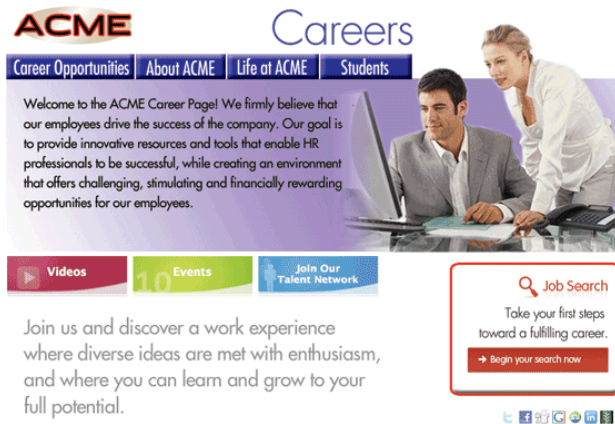 ACME
Careers
Career Opportunities
About ACME
Life at ACME
Students
Welcome to the ACME Career Page! We firmly believe that
our employees drive the success of the company. Our goal is
to provide innovative resources and tools that enable HR
professionals to be successful, while creating an environment
that offers challenging, stimulating and financially rewarding
opportunities for our employees.
Videos
10
Events
Join Our
Talent Network
Job Search
Take your first steps
toward a fulfilling career.
Begin your search now
Join us and discover a work experience
where diverse ideas are met with enthusiasm,
and where you can learn and grow to your
full potential.